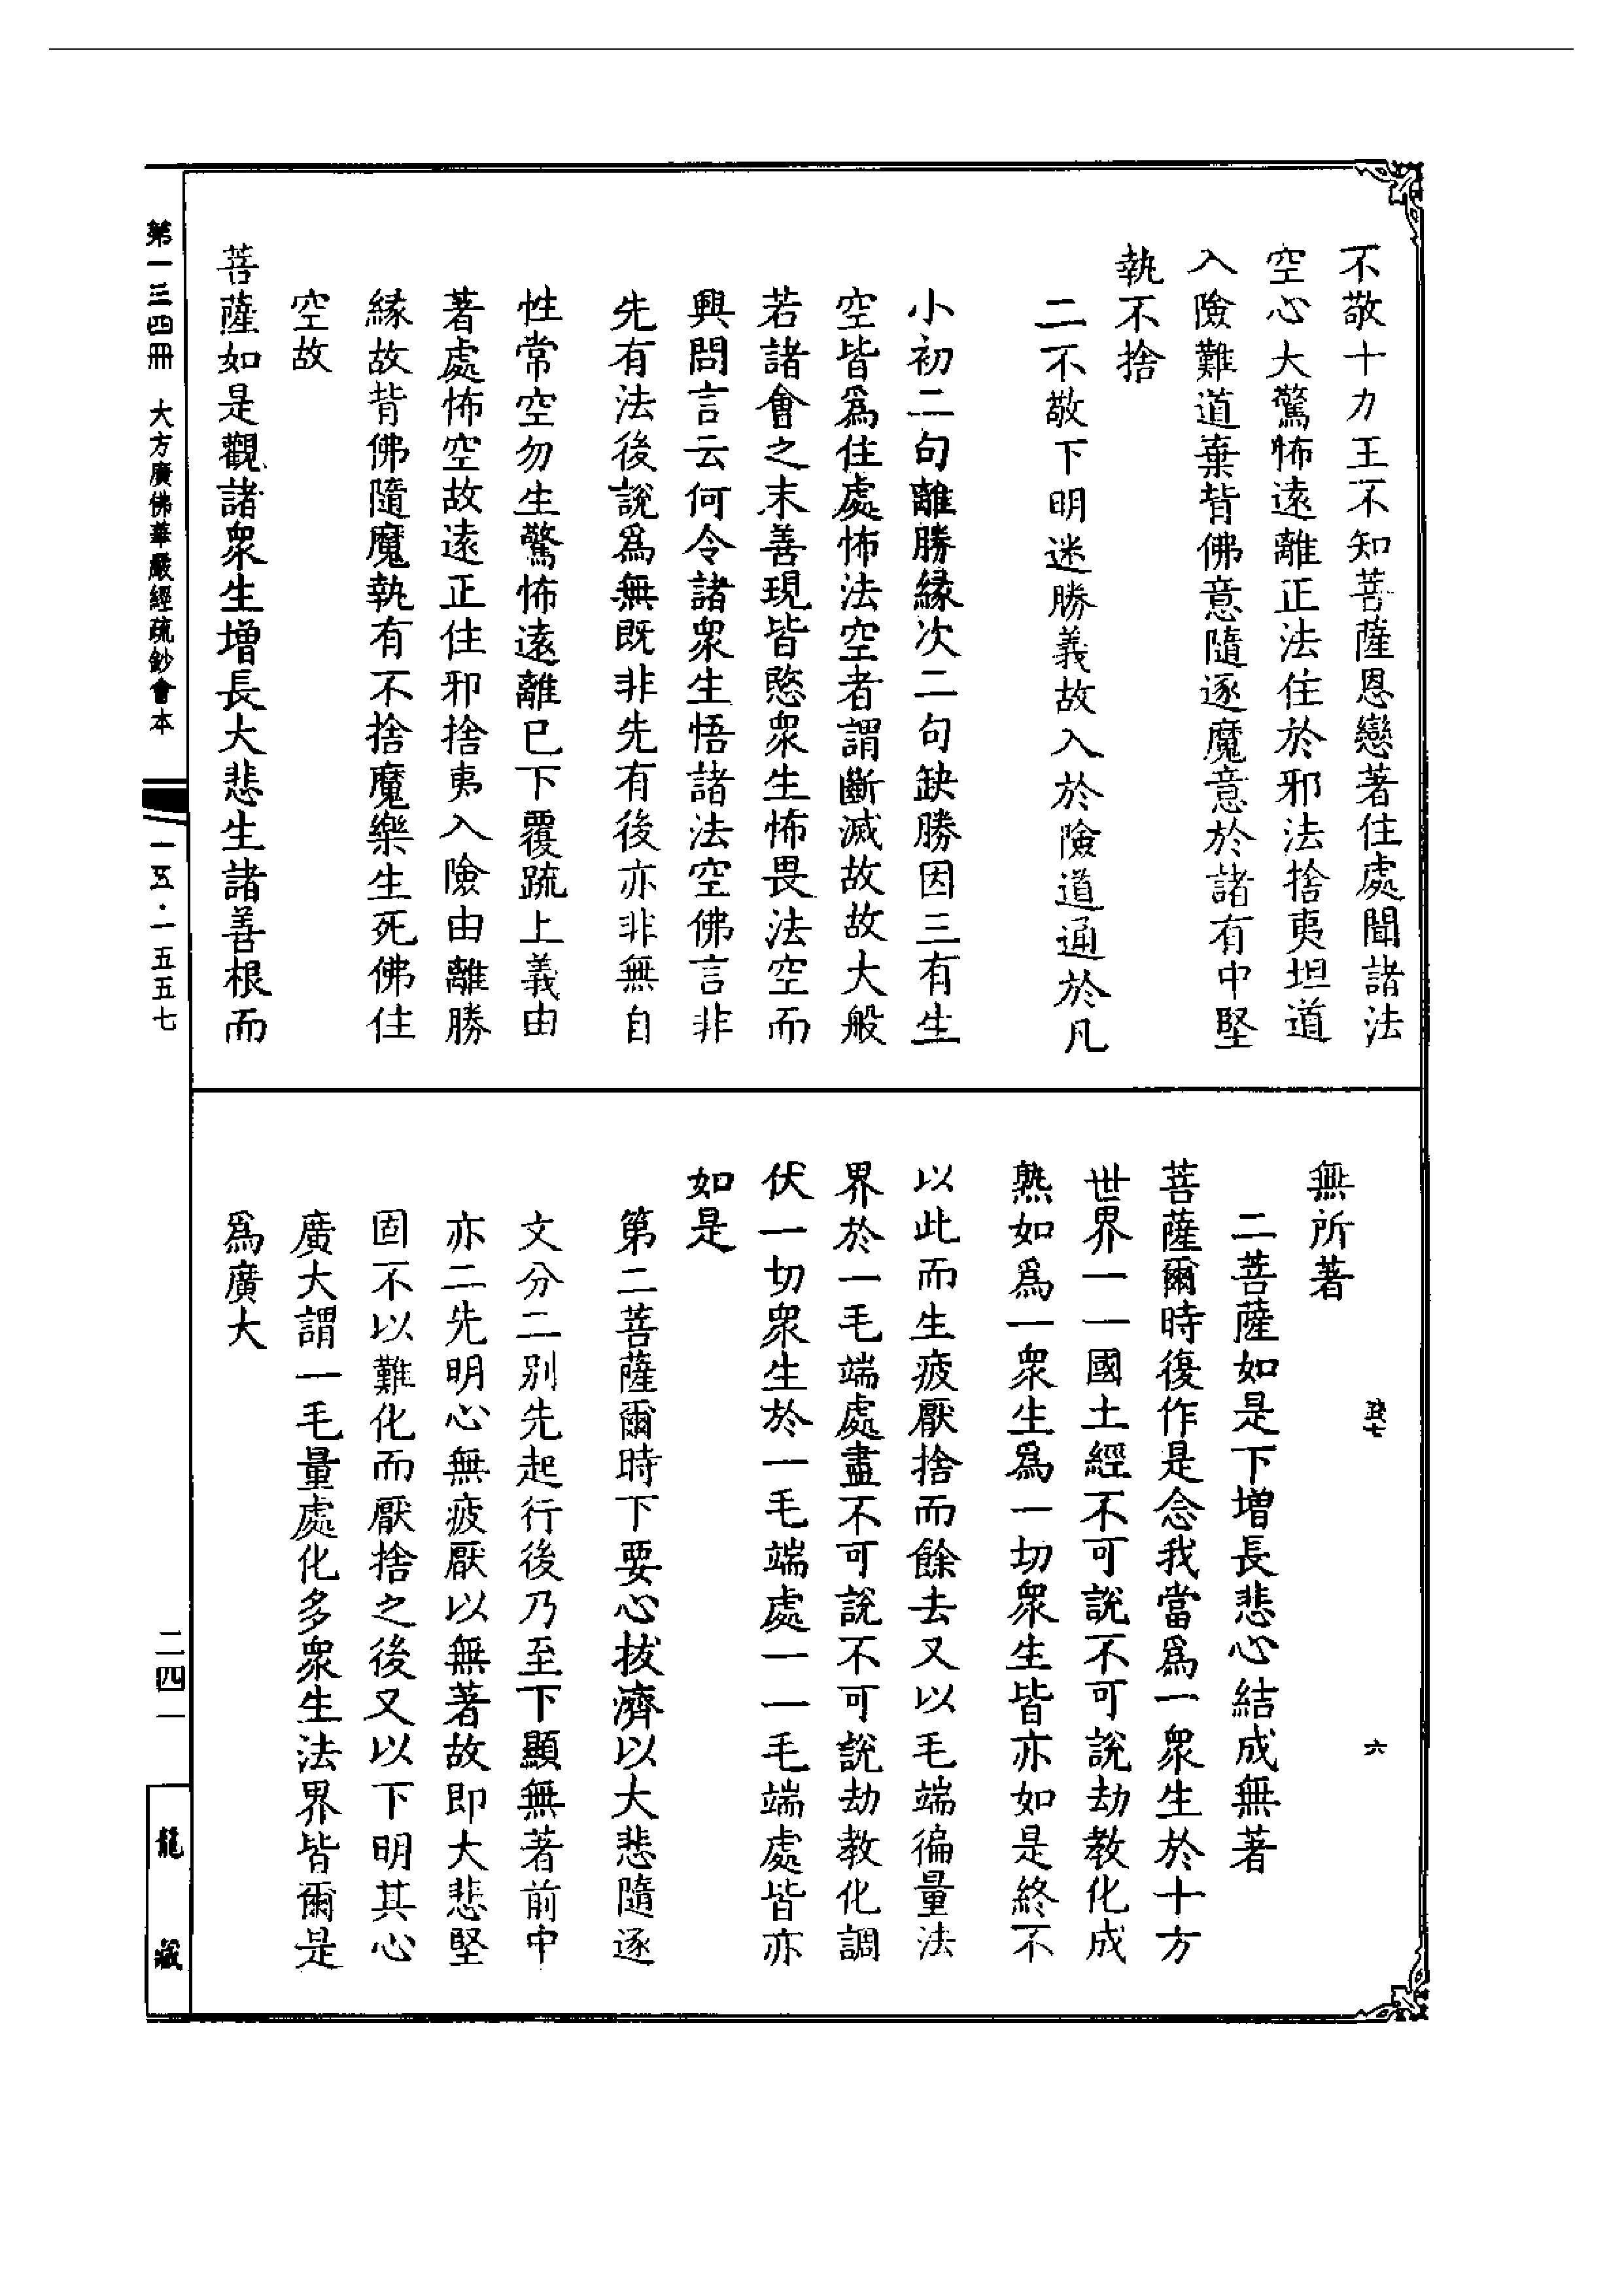 不敬十力王不知菩薩恩戀著住處聞諸法
空心大驚怖遠離正法住於邪法捨夷坦道
入險難道棄背佛意隨逐魔意於諸有中堅
執不捨
二不敬下明迷勝義故入於險道通於凡
小初二句離勝緣次二句缺勝因三有生
空皆爲住處怖法空者謂斷滅故故大般
若諸會之末善現皆愍衆生怖畏法空而
興問言云何令諸衆生悟諸法空佛言非
先有法後說爲無既非先有後亦非無自
性常空勿生驚怖遠離已下覆疏上義由
著處怖空故遠正住邪捨夷入險由離勝
緣故背佛隨魔執有不捨魔樂生死佛住
空故
菩薩如是觀諸衆生增長大悲生諸善根而
無所著
二菩薩如是下增長悲心結成無著
菩薩爾時復作是念我當爲一衆生於十方
世界一一國土經不可說不可說劫教化成
熟如爲一衆生爲一切衆生皆亦如是終不
以此而生疲厭捨而餘去又以毛端徧量法
界於一毛端處盡不可說不可說劫教化調
伏一切衆生於一毛端處一一毛端處皆亦
如是
第二菩薩爾時下要心拔濟以大悲隨逐
文分二別先起行後乃至下顯無著前中
亦二先明心無疲厭以無著故即大悲堅
固不以難化而厭捨之後又以下明其心
廣大謂一毛量處化多衆生法界皆爾是
爲廣大
七
六
第一三四冊 大方廣佛華嚴經疏鈔會本
一五·一五五七
二四一
龍藏